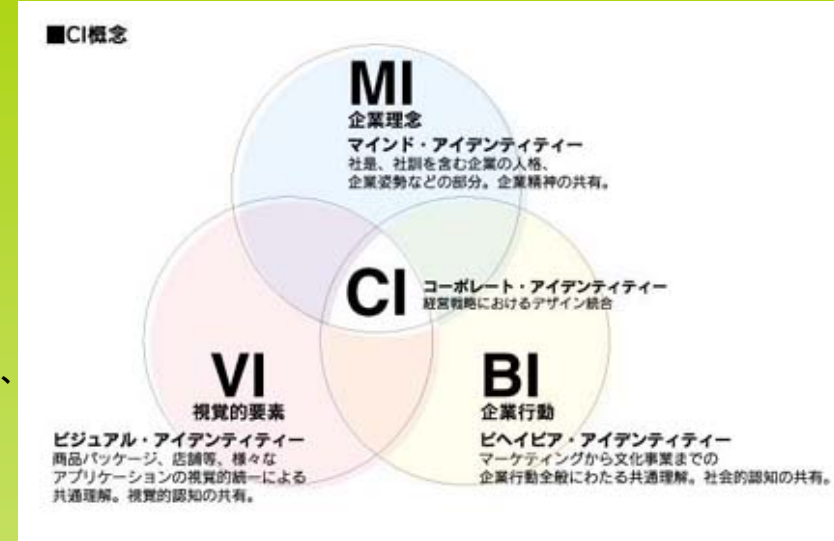 ■CI概念
MI
企業理念
マインド・アイデンティティー
社是、社訓を含む企業の人格、
企業姿勢などの部分。企業精神の共有。
CI
コーポレート・アイデンティティー
経営戦略におけるデザイン統合
VI
視覚的要素
ビジュアル・アイデンティティー
商品パッケージ、店舗等、様々な
アプリケーションの視覚的統一による
共通理解。視覚的認知の共有。
BI
企業行動
ビヘイビア・アイデンティティー
マーケティングから文化事業までの
企業行動全般にわたる共通理解。社会的認知の共有。
、